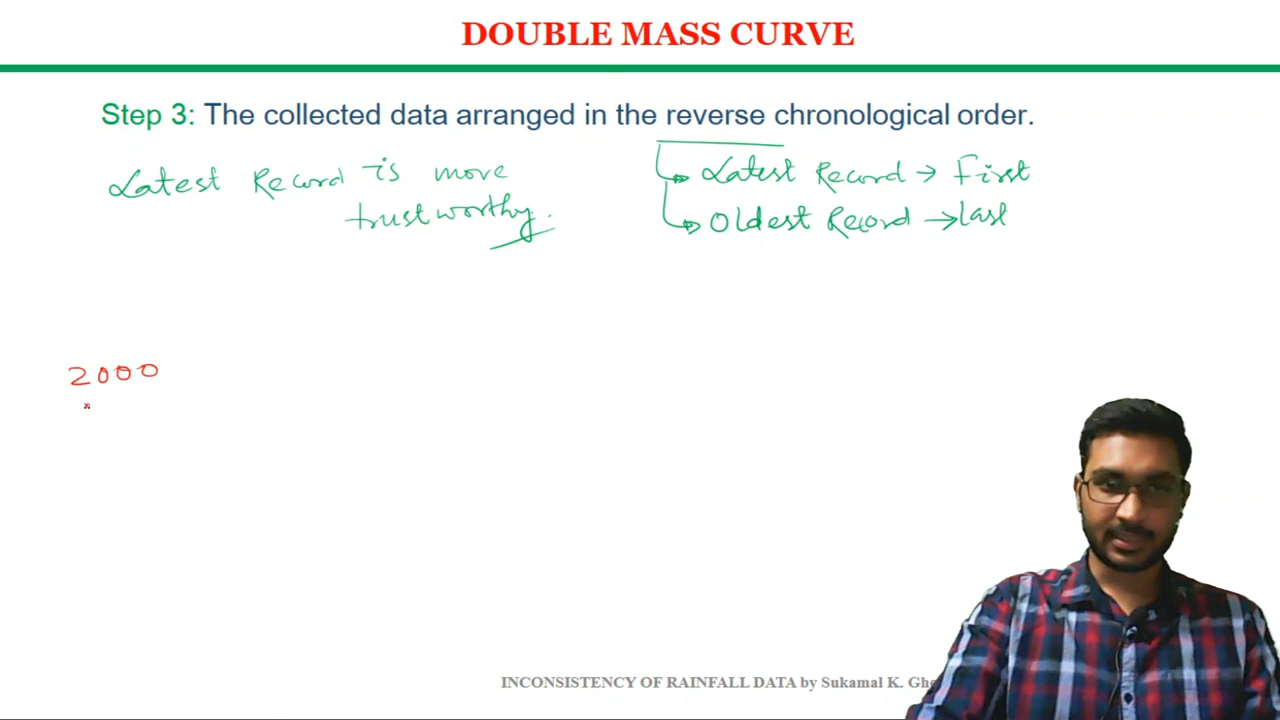 DOUBLE MASS CURVE
Step 3: The collected data arranged in the reverse chronological order.
Latest Record is more
trustworthy.
Latest Record → First
Oldest Record → last
2000
INCONSISTENCY OF RAINFALL DATA by Sukamal K.